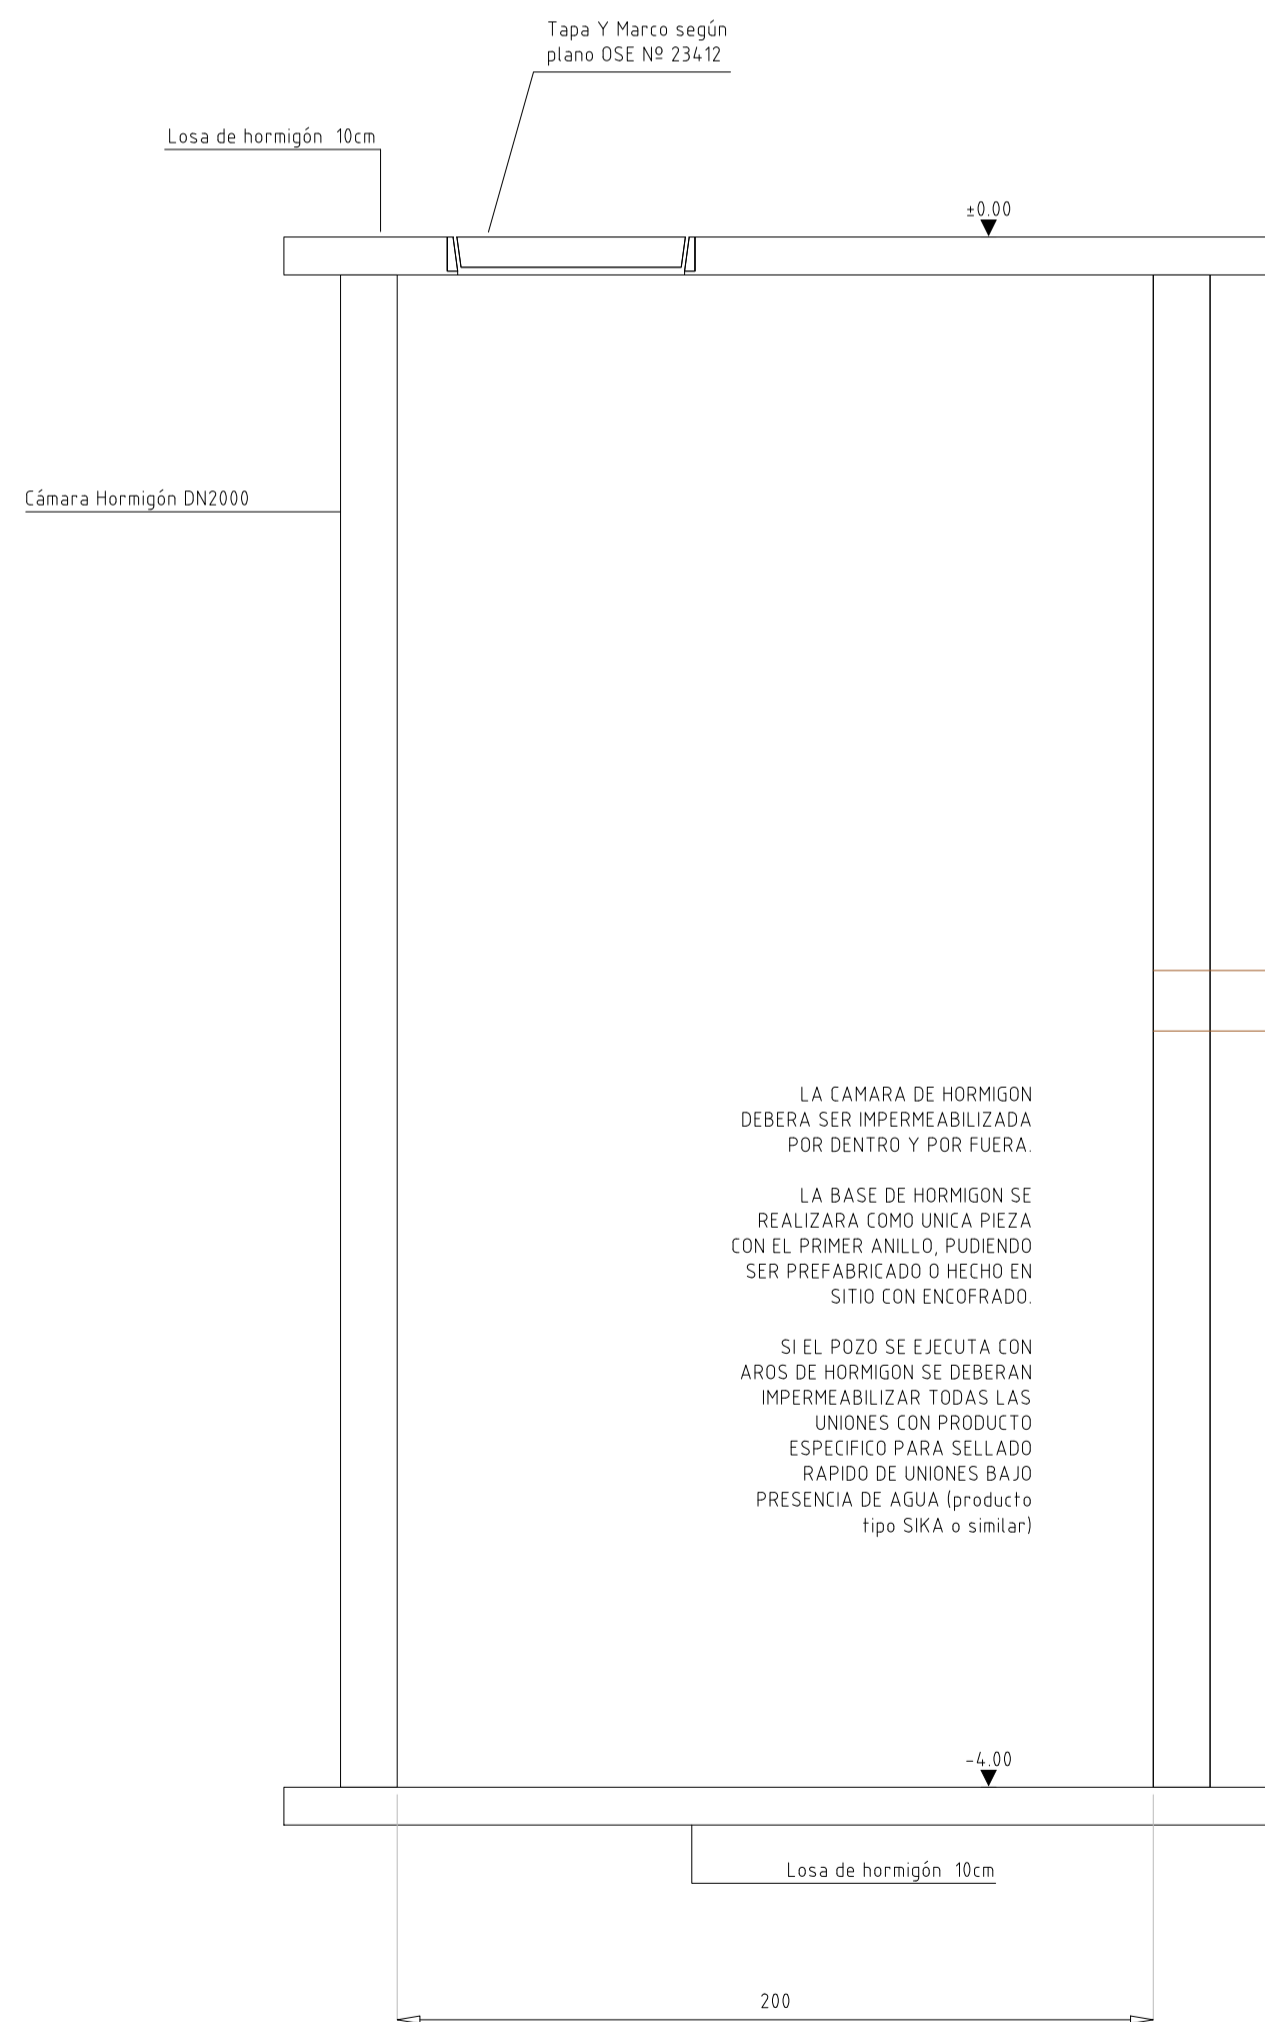 Tapa Y Marco según
plano OSE Nº 23412
Losa de hormigón 10cm
±0.00
Cámara Hormigón DN2000
LA CAMARA DE HORMIGON
DEBERA SER IMPERMEABILIZADA
POR DENTRO Y POR FUERA.
LA BASE DE HORMIGON SE
REALIZARA COMO UNICA PIEZA
CON EL PRIMER ANILLO, PUDIENDO
SER PREFABRICADO O HECHO EN
SITIO CON ENCOFRADO.
SI EL POZO SE EJECUTA CON
AROS DE HORMIGON SE DEBERAN
IMPERMEABILIZAR TODAS LAS
UNIONES CON PRODUCTO
ESPECIFICO PARA SELLADO
RAPIDO DE UNIONES BAJO
PRESENCIA DE AGUA (producto
tipo SIKA o similar)
-4.00
Losa de hormigón 10cm
200